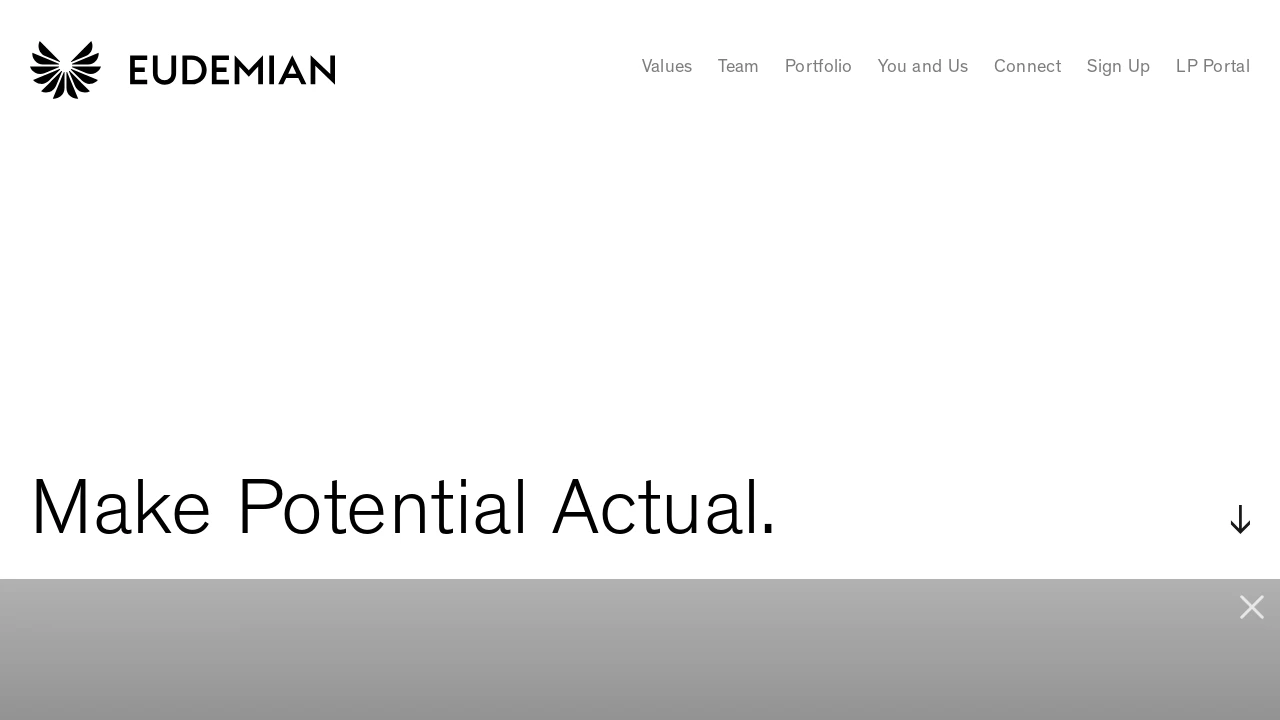 EUDEMIAN
Values Team Portfolio You and Us Connect Sign Up LP Portal
Make Potential Actual.